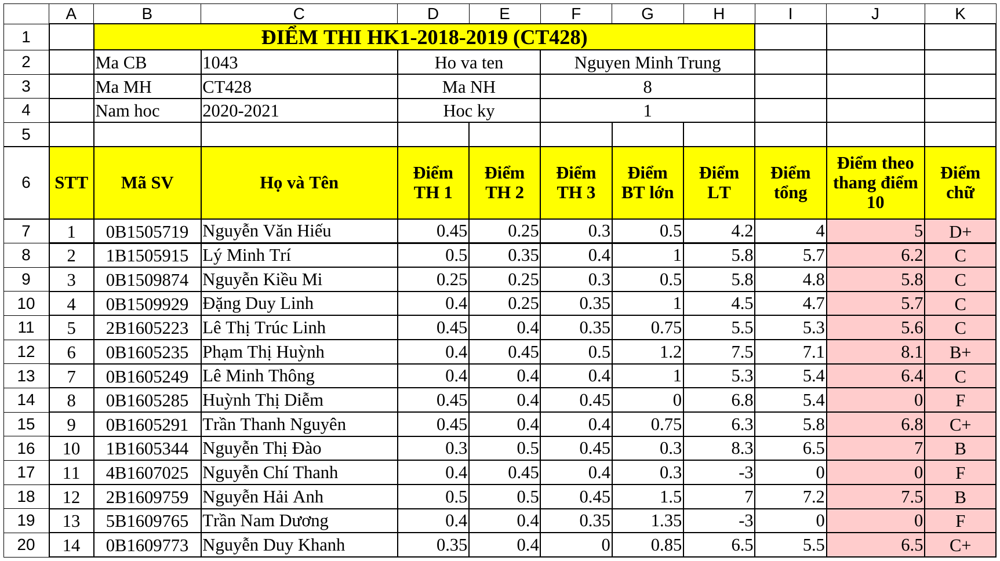 A B C D E F G H I J K
1 ĐIỂM THI HK1-2018-2019 (CT428)
2 Ma CB 1043 Ho va ten Nguyen Minh Trung
3 Ma MH CT428 Ma NH 8
4 Nam hoc 2020-2021 Hoc ky 1
5
6 STT Mã SV Họ và Tên Điểm TH 1 Điểm TH 2 Điểm TH 3 Điểm BT lớn Điểm LT Điểm tổng Điểm theo thang điểm 10 Điểm chữ
7 1 0B1505719 Nguyễn Văn Hiếu 0.45 0.25 0.3 0.5 4.2 4 5 D+
8 2 1B1505915 Lý Minh Trí 0.5 0.35 0.4 1 5.8 5.7 6.2 C
9 3 0B1509874 Nguyễn Kiều Mi 0.25 0.25 0.3 0.5 5.8 4.8 5.8 C
10 4 0B1509929 Đặng Duy Linh 0.4 0.25 0.35 1 4.5 4.7 5.7 C
11 5 2B1605223 Lê Thị Trúc Linh 0.45 0.4 0.35 0.75 5.5 5.3 5.6 C
12 6 0B1605235 Phạm Thị Huỳnh 0.4 0.45 0.5 1.2 7.5 7.1 8.1 B+
13 7 0B1605249 Lê Minh Thông 0.4 0.4 0.4 1 5.3 5.4 6.4 C
14 8 0B1605285 Huỳnh Thị Diễm 0.45 0.4 0.45 0 6.8 5.4 0 F
15 9 0B1605291 Trần Thanh Nguyên 0.45 0.4 0.4 0.75 6.3 5.8 6.8 C+
16 10 1B1605344 Nguyễn Thị Đào 0.3 0.5 0.45 0.3 8.3 6.5 7 B
17 11 4B1607025 Nguyễn Chí Thanh 0.4 0.45 0.4 0.3 -3 0 0 F
18 12 2B1609759 Nguyễn Hải Anh 0.5 0.5 0.45 1.5 7 7.2 7.5 B
19 13 5B1609765 Trần Nam Dương 0.4 0.4 0.35 1.35 -3 0 0 F
20 14 0B1609773 Nguyễn Duy Khanh 0.35 0.4 0 0.85 6.5 5.5 6.5 C+